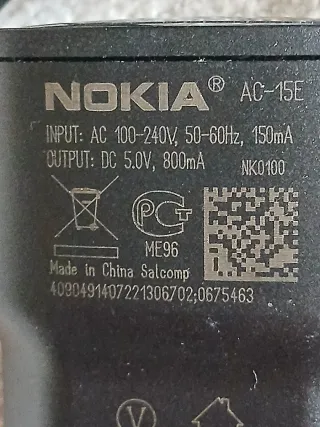 NOKIA® AC-15E
INPUT: AC 100-240V, 50-60Hz, 150mA
OUTPUT: DC 5.0V, 800mA NK0100
PCT
ME96
Made in China Salcomp
4090491407221306702;0675463
V